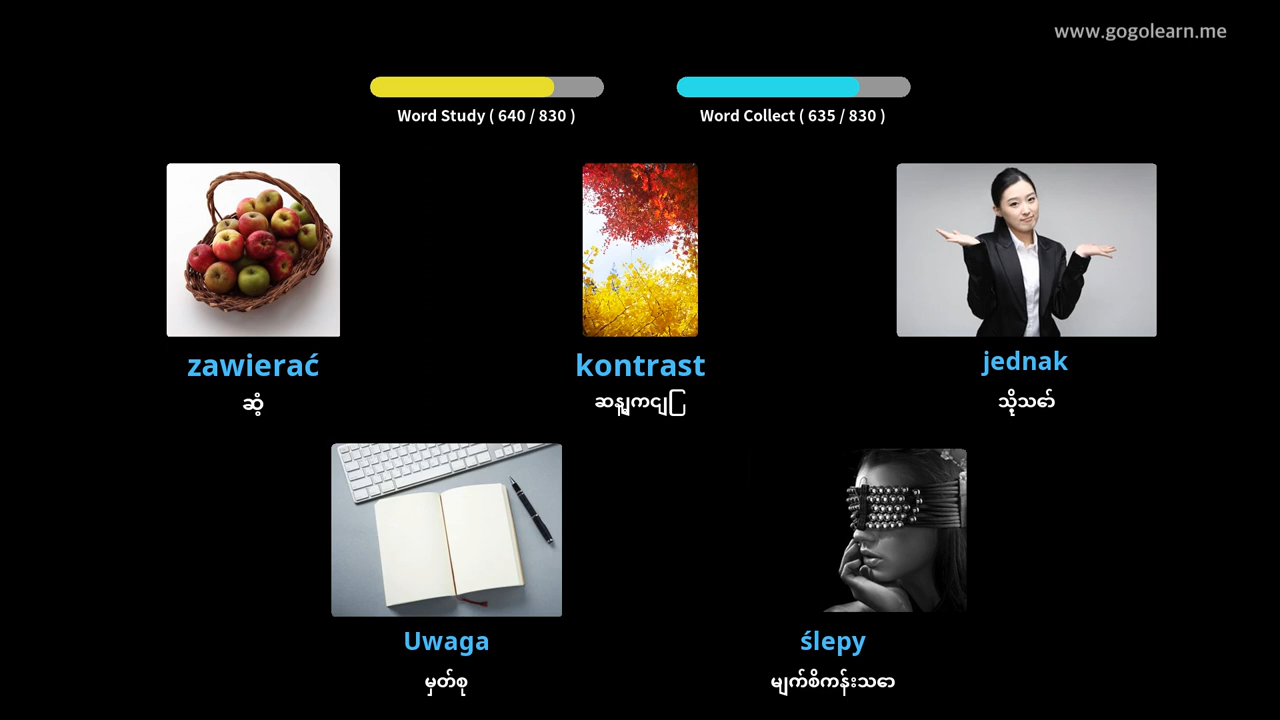 www.gogolearn.me
Word Study ( 640 / 830 )
Word Collect ( 635 / 830 )
zawierać
ဆံ့
kontrast
ဆန့္က်ငျြ
jednak
သို့သော်
Uwaga
မှတ်စု
ślepy
မျက်စိကန်းသော